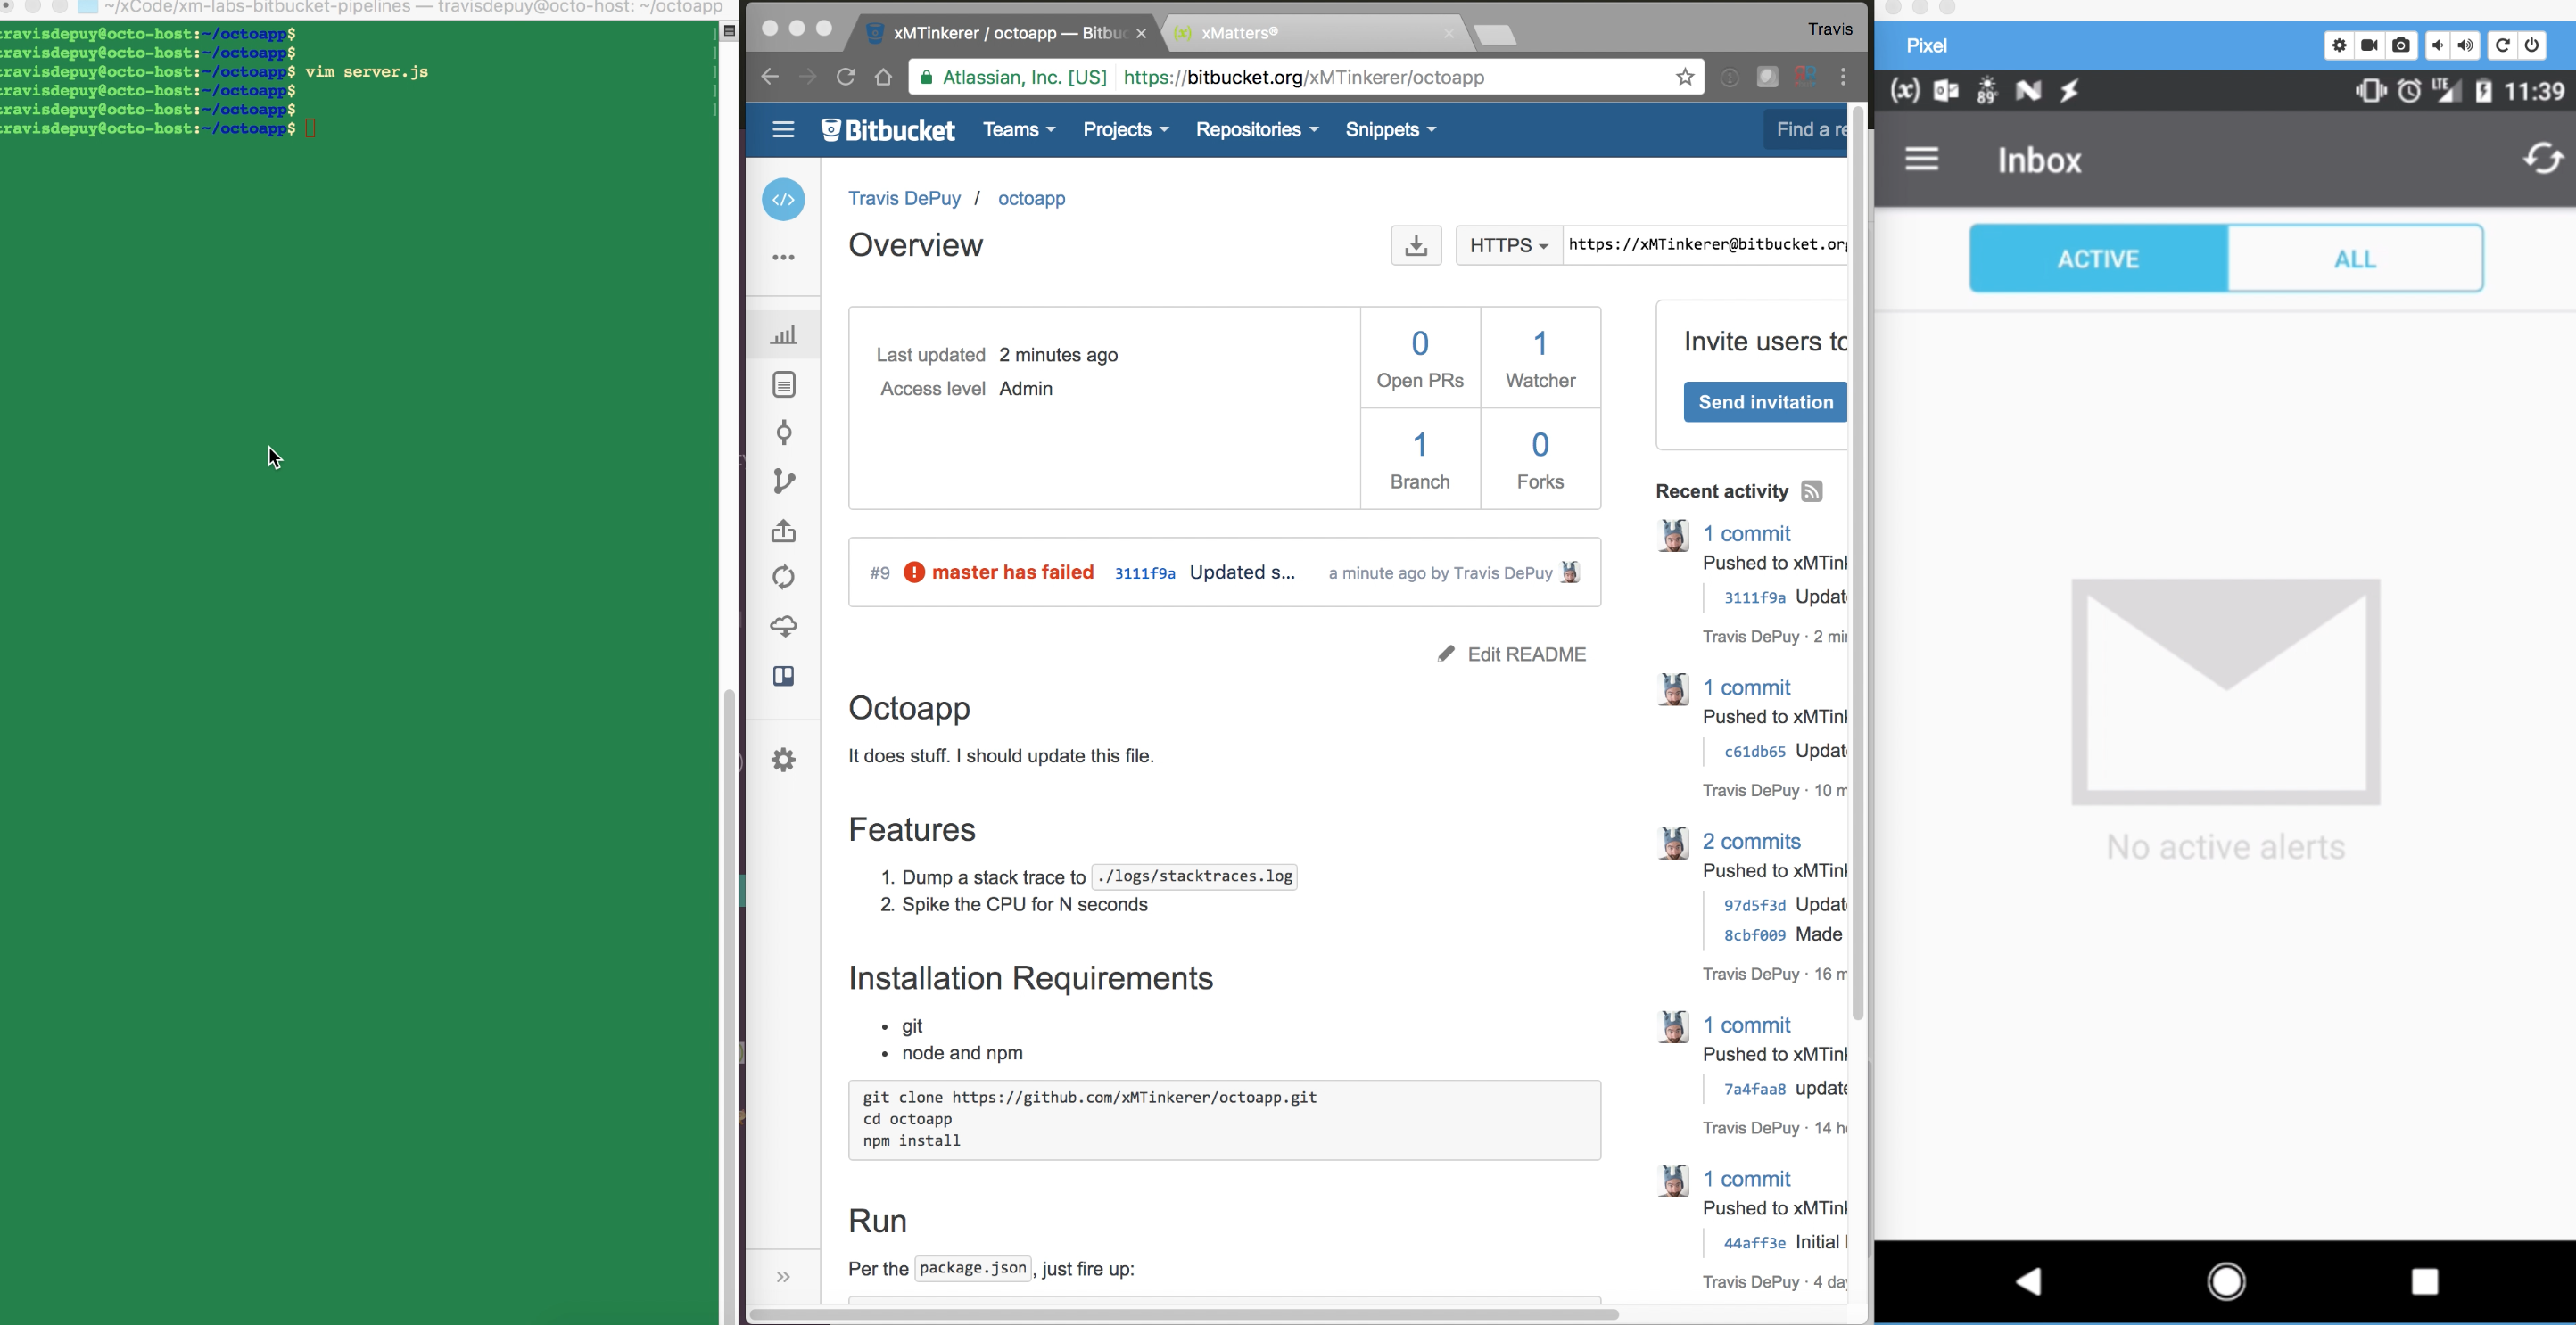 ~/xCode/xm-labs-bitbucket-pipelines — travisdepuy@octo-host: ~/octoapp
travisdepuy@octo-host:~/octoapp$
travisdepuy@octo-host:~/octoapp$
travisdepuy@octo-host:~/octoapp$ vim server.js
travisdepuy@octo-host:~/octoapp$
travisdepuy@octo-host:~/octoapp$
travisdepuy@octo-host:~/octoapp$
xMTinkerer / octoapp — Bitbuc
xMatters®
Travis
Atlassian, Inc. [US] https://bitbucket.org/xMTinkerer/octoapp
Bitbucket Teams Projects Repositories Snippets Find a re
Travis DePuy / octoapp
Overview
HTTPS https://xMTinkerer@bitbucket.org
Last updated 2 minutes ago
Access level Admin
0
Open PRs
1
Watcher
1
Branch
0
Forks
#9 master has failed 3111f9a Updated s... a minute ago by Travis DePuy
Edit README
Octoapp
It does stuff. I should update this file.
Features
1. Dump a stack trace to ./logs/stacktraces.log
2. Spike the CPU for N seconds
Installation Requirements
• git
• node and npm
git clone https://github.com/xMTinkerer/octoapp.git
cd octoapp
npm install
Run
Per the package.json, just fire up:
Invite users to
Send invitation
Recent activity
1 commit
Pushed to xMTink
3111f9a Updat
Travis DePuy · 2 min
1 commit
Pushed to xMTink
c61db65 Updat
Travis DePuy · 10 m
2 commits
Pushed to xMTink
97d5f3d Updat
8cbf009 Made
Travis DePuy · 16 m
1 commit
Pushed to xMTink
7a4faa8 update
Travis DePuy · 14 h
1 commit
Pushed to xMTink
44aff3e Initial
Travis DePuy · 4 day
Pixel
(x) 89° LTE 11:39
Inbox
ACTIVE
ALL
No active alerts